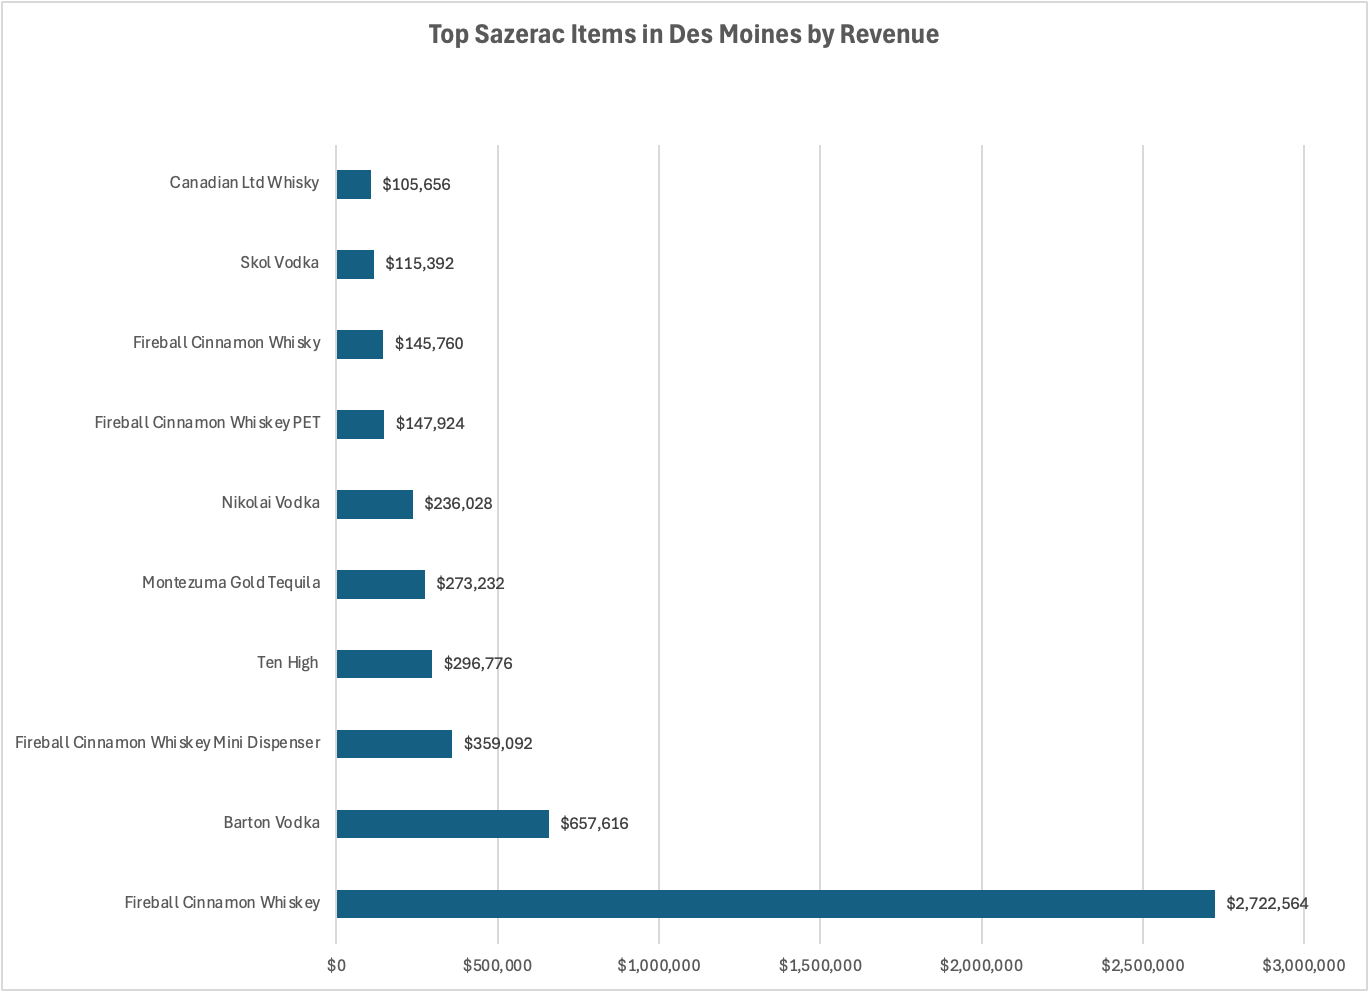 Top Sazerac Items in Des Moines by Revenue
Canadian Ltd Whisky $105,656
Skol Vodka $115,392
Fireball Cinnamon Whisky $145,760
Fireball Cinnamon Whiskey PET $147,924
Nikolai Vodka $236,028
Montezuma Gold Tequila $273,232
Ten High $296,776
Fireball Cinnamon Whiskey Mini Dispenser $359,092
Barton Vodka $657,616
Fireball Cinnamon Whiskey $2,722,564
$0 $500,000 $1,000,000 $1,500,000 $2,000,000 $2,500,000 $3,000,000